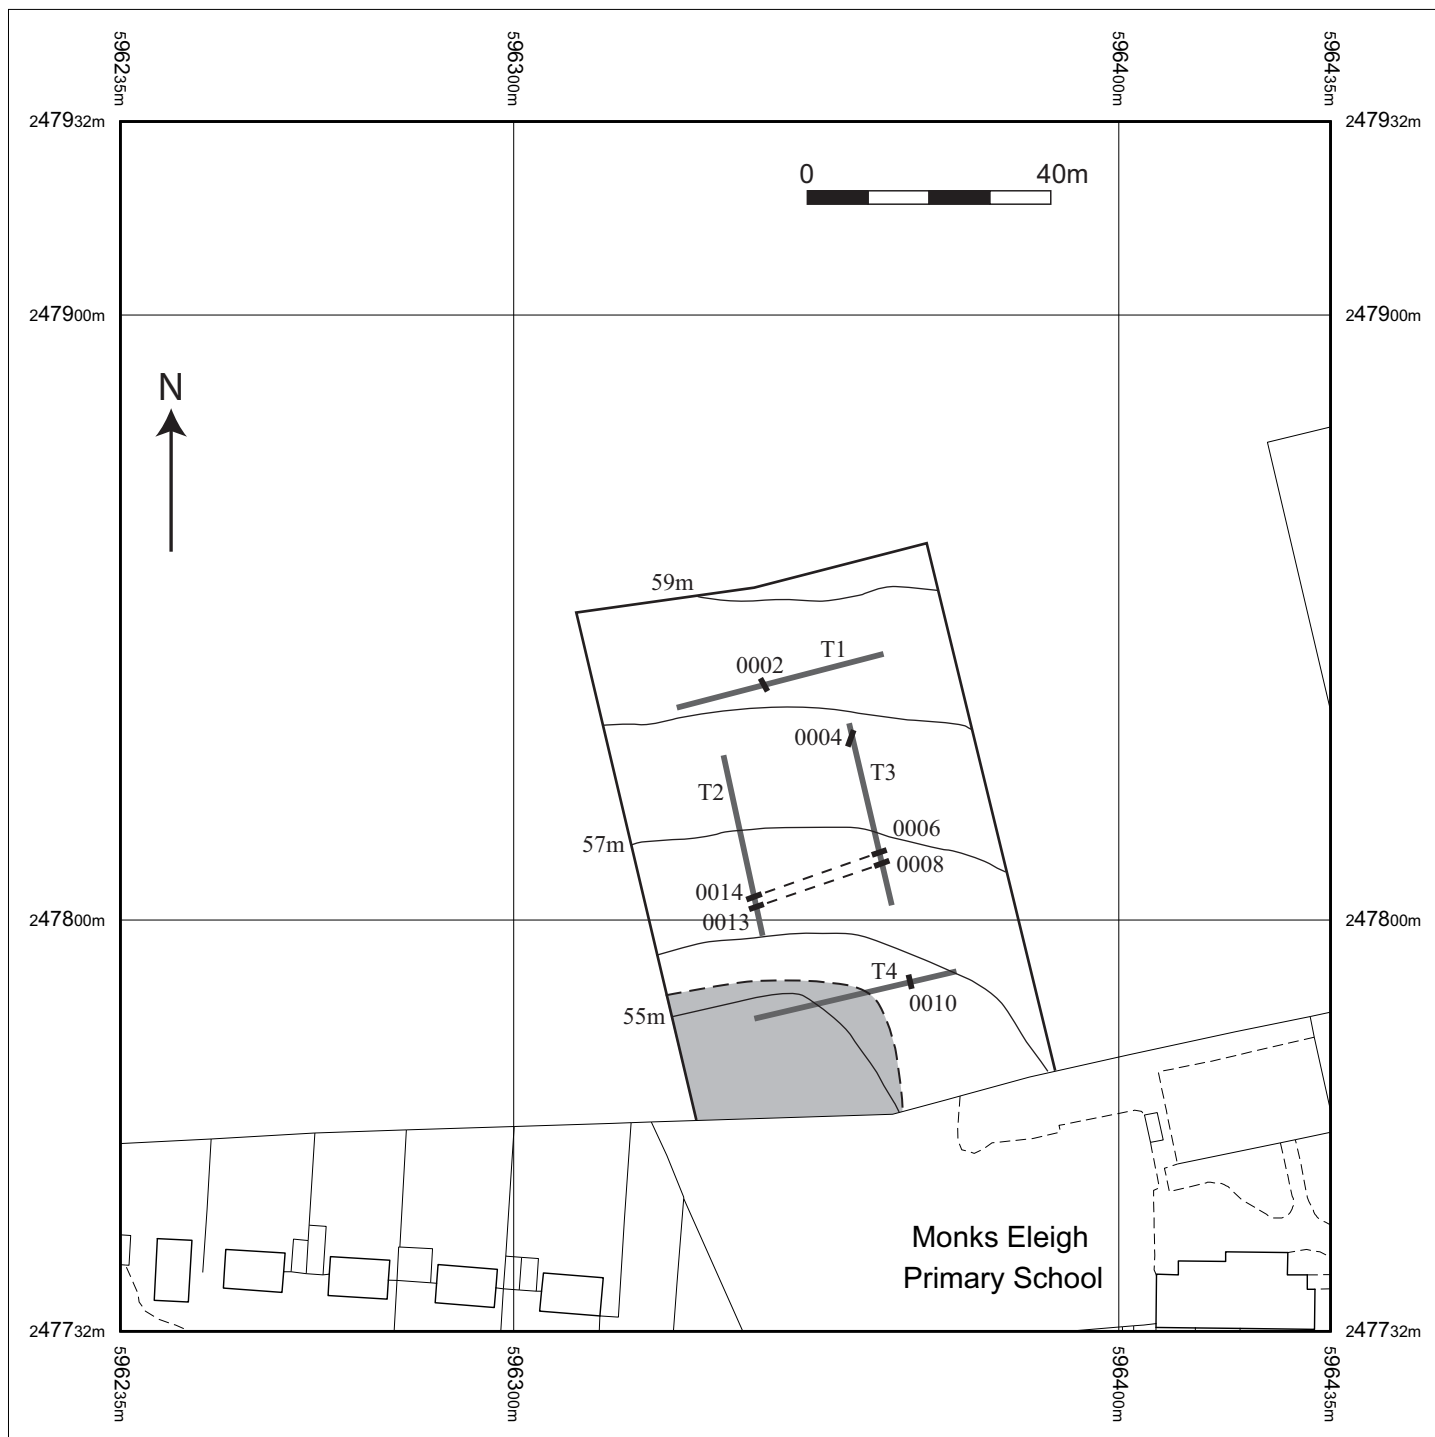 596235m
596300m
596400m
596435m
247932m
247932m
0 40m
247900m
247900m
N
59m
T1
0002
0004
T3
T2
0006
57m
0008
0014
0013
247800m
247800m
T4
0010
55m
Monks Eleigh
Primary School
247732m
247732m
596235m
596300m
596400m
596435m